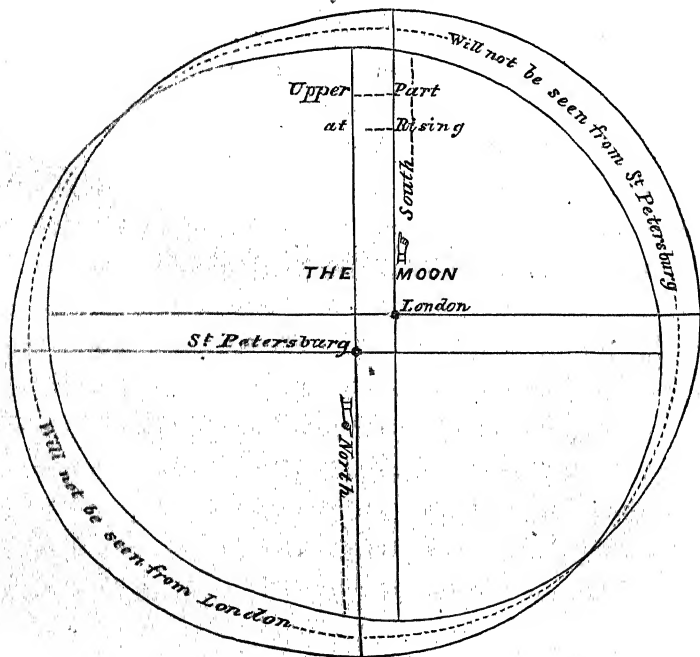 Will not be seen from St Petersburg
Upper Part
at Rising
South
THE MOON
London
St Petersburg
North
Will not be seen from London